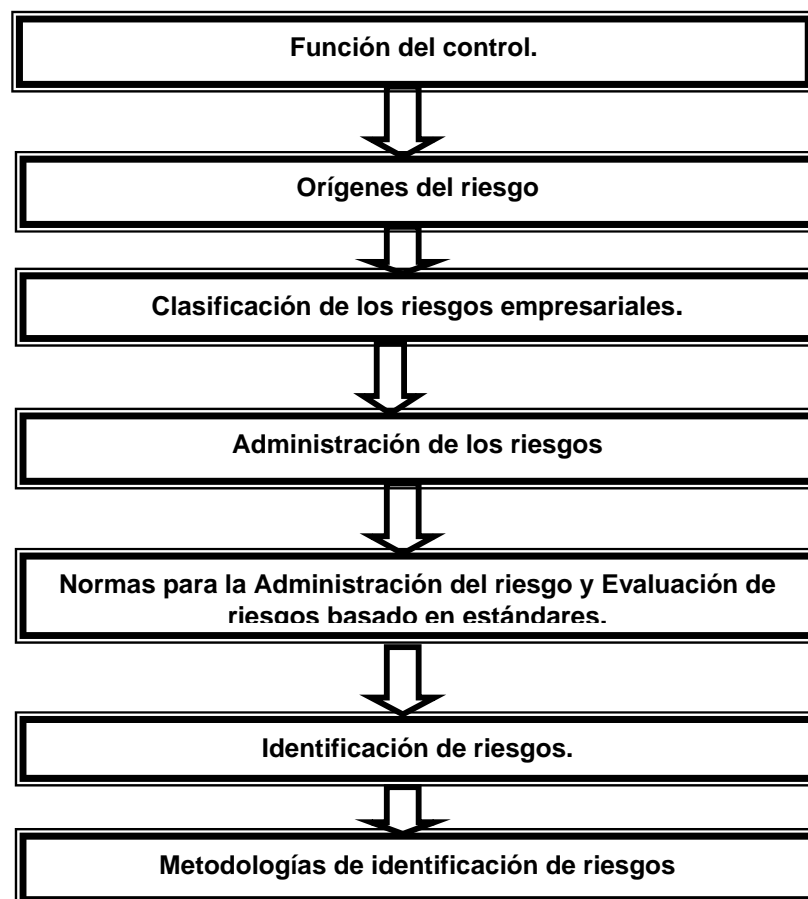 Función del control.
Orígenes del riesgo
Clasificación de los riesgos empresariales.
Administración de los riesgos
Normas para la Administración del riesgo y Evaluación de
riesgos basado en estándares.
Identificación de riesgos.
Metodologías de identificación de riesgos